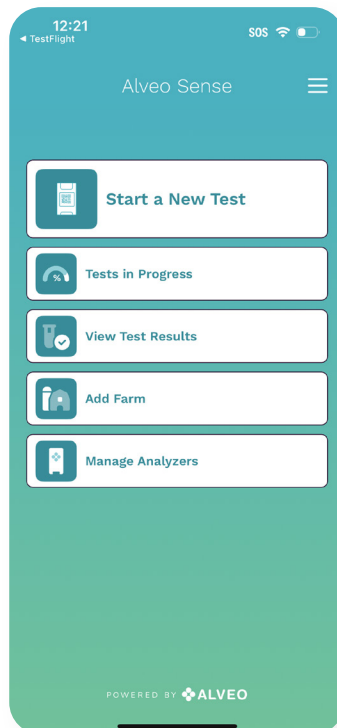 12:21
SOS
◀ TestFlight
Alveo Sense
Start a New Test
%
Tests in Progress
View Test Results
Add Farm
Manage Analyzers
POWERED BY ALVEO